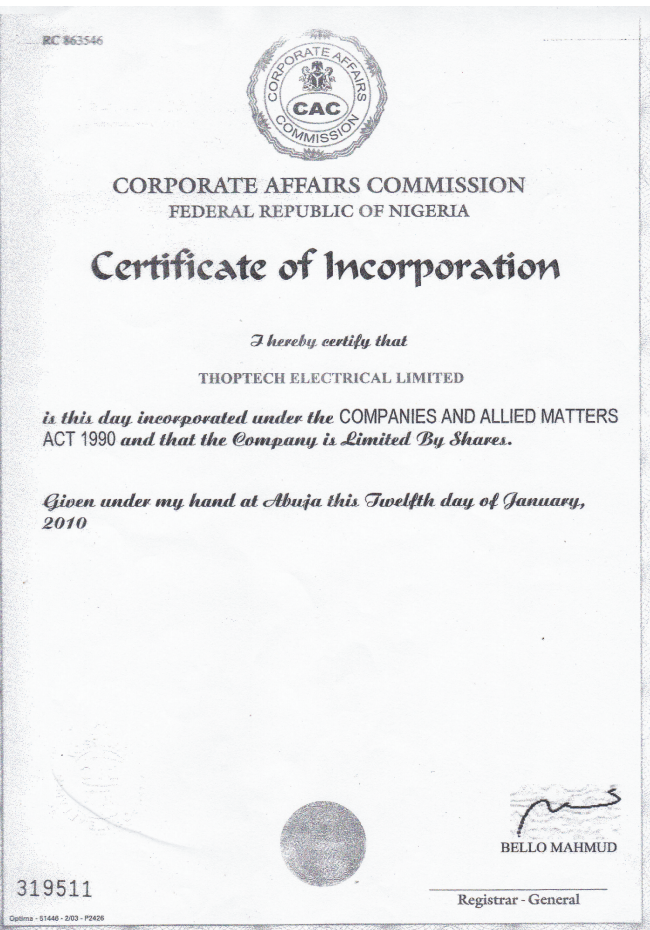 RC 863546
CORPORATE AFFAIRS
CAC
COMMISSION
CORPORATE AFFAIRS COMMISSION
FEDERAL REPUBLIC OF NIGERIA
Certificate of Incorporation
I hereby certify that
THOPTECH ELECTRICAL LIMITED
is this day incorporated under the COMPANIES AND ALLIED MATTERS
ACT 1990 and that the Company is Limited By Shares.
Given under my hand at Abuja this Twelfth day of January,
2010
BELLO MAHMUD
319511
Registrar - General
Optima - 51446 - 2/03 - P2426